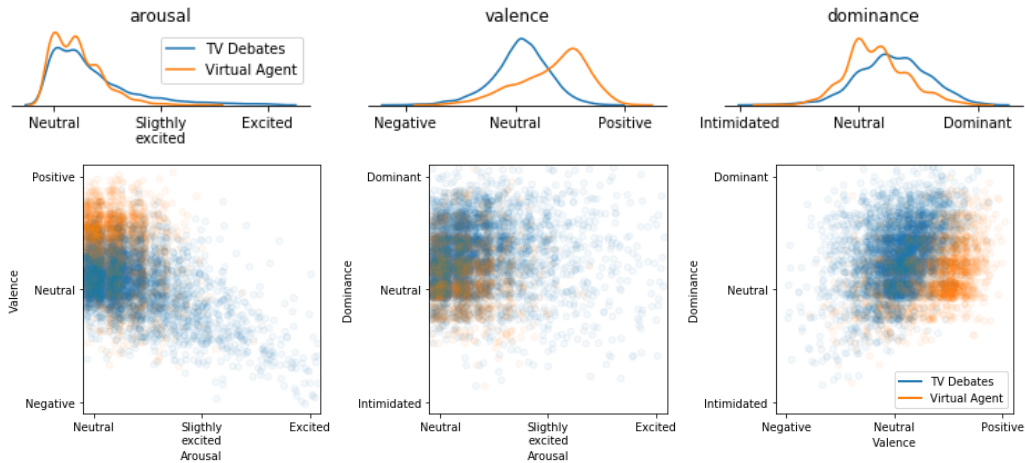 arousal
valence
dominance
TV Debates
Virtual Agent
Neutral
Sligthly
excited
Excited
Negative
Neutral
Positive
Intimidated
Neutral
Dominant
Positive
Neutral
Negative
Valence
Neutral
Sligthly
excited
Excited
Arousal
Dominant
Neutral
Intimidated
Dominance
Neutral
Sligthly
excited
Excited
Arousal
Dominant
Neutral
Intimidated
Dominance
TV Debates
Virtual Agent
Negative
Neutral
Positive
Valence